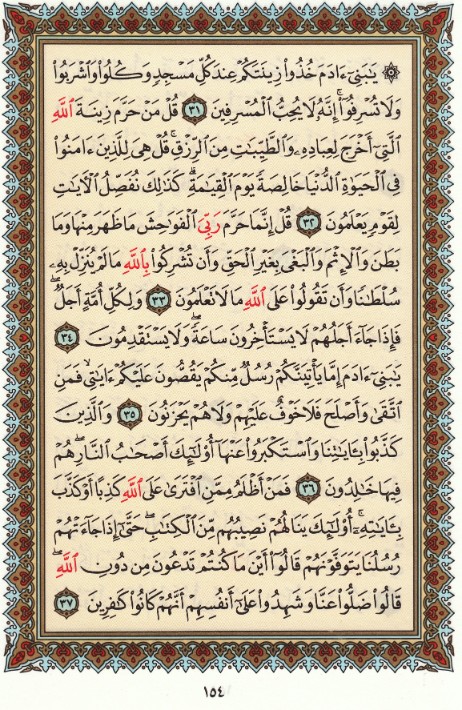 ۞ يَـٰبَنِىٓ ءَادَمَ خُذُوا۟ زِينَتَكُمْ عِندَ كُلِّ مَسْجِدٍ وَكُلُوا۟ وَٱشْرَبُوا۟
وَلَا تُسْرِفُوٓا۟ ۚ إِنَّهُۥ لَا يُحِبُّ ٱلْمُسْرِفِينَ ٣١ قُلْ مَنْ حَرَّمَ زِينَةَ ٱللَّهِ
ٱلَّتِىٓ أَخْرَجَ لِعِبَادِهِۦ وَٱلطَّيِّبَـٰتِ مِنَ ٱلرِّزْقِ ۚ قُلْ هِىَ لِلَّذِينَ ءَامَنُوا۟
فِى ٱلْحَيَوٰةِ ٱلدُّنْيَا خَالِصَةً يَوْمَ ٱلْقِيَـٰمَةِ ۗ كَذَٰلِكَ نُفَصِّلُ ٱلْـَٔايَـٰتِ
لِقَوْمٍ يَعْلَمُونَ ٣٢ قُلْ إِنَّمَا حَرَّمَ رَبِّىَ ٱلْفَوَٰحِشَ مَا ظَهَرَ مِنْهَا وَمَا
بَطَنَ وَٱلْإِثْمَ وَٱلْبَغْىَ بِغَيْرِ ٱلْحَقِّ وَأَن تُشْرِكُوا۟ بِٱللَّهِ مَا لَمْ يُنَزِّلْ بِهِۦ
سُلْطَـٰنًا وَأَن تَقُولُوا۟ عَلَى ٱللَّهِ مَا لَا تَعْلَمُونَ ٣٣ وَلِكُلِّ أُمَّةٍ أَجَلٌ ۖ
فَإِذَا جَآءَ أَجَلُهُمْ لَا يَسْتَأْخِرُونَ سَاعَةً ۖ وَلَا يَسْتَقْدِمُونَ ٣٤
يَـٰبَنِىٓ ءَادَمَ إِمَّا يَأْتِيَنَّكُمْ رُسُلٌ مِّنكُمْ يَقُصُّونَ عَلَيْكُمْ ءَايَـٰتِى ۙ فَمَنِ
ٱتَّقَىٰ وَأَصْلَحَ فَلَا خَوْفٌ عَلَيْهِمْ وَلَا هُمْ يَحْزَنُونَ ٣٥ وَٱلَّذِينَ
كَذَّبُوا۟ بِـَٔايَـٰتِنَا وَٱسْتَكْبَرُوا۟ عَنْهَآ أُو۟لَـٰٓئِكَ أَصْحَـٰبُ ٱلنَّارِ ۖ هُمْ
فِيهَا خَـٰلِدُونَ ٣٦ فَمَنْ أَظْلَمُ مِمَّنِ ٱفْتَرَىٰ عَلَى ٱللَّهِ كَذِبًا أَوْ كَذَّبَ
بِـَٔايَـٰتِهِۦٓ ۚ أُو۟لَـٰٓئِكَ يَنَالُهُمْ نَصِيبُهُم مِّنَ ٱلْكِتَـٰبِ ۖ حَتَّىٰٓ إِذَا جَآءَتْهُمْ
رُسُلُنَا يَتَوَفَّوْنَهُمْ قَالُوٓا۟ أَيْنَ مَا كُنتُمْ تَدْعُونَ مِن دُونِ ٱللَّهِ ۖ
قَالُوا۟ ضَلُّوا۟ عَنَّا وَشَهِدُوا۟ عَلَىٰٓ أَنفُسِهِمْ أَنَّهُمْ كَانُوا۟ كَـٰفِرِينَ ٣٧
١٥٤